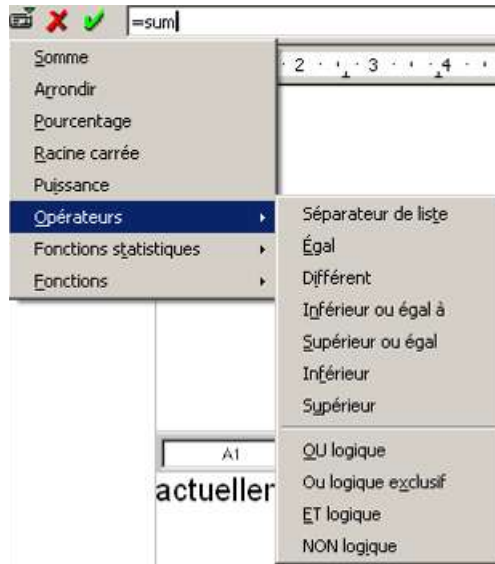 =sum
Somme
Arrondir
Pourcentage
Racine carrée
Puissance
Opérateurs
Fonctions statistiques
Fonctions
2 3 4
Séparateur de liste
Égal
Différent
Inférieur ou égal à
Supérieur ou égal
Inférieur
Supérieur
OU logique
Ou logique exclusif
ET logique
NON logique
A1
actueller